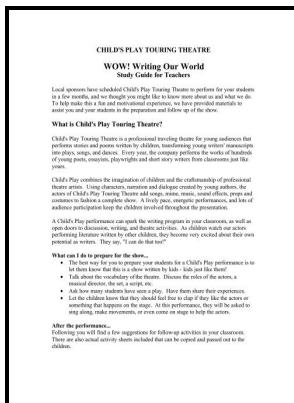 CHILD'S PLAY TOURING THEATRE
WOW! Writing Our World
Study Guide for Teachers
Local sponsors have scheduled Child's Play Touring Theatre to perform for your students
in a few months, and we thought you might like to know more about us and what we do.
To help make this a fun and motivational experience, we have provided materials to
assist you and your students in the preparation and follow up of the show.
What is Child's Play Touring Theatre?
Child's Play Touring Theatre is a professional touring theatre for young audiences that
performs stories and poems written by children, transforming young writers' manuscripts
into plays, songs, and dances. Every year, the company performs the works of hundreds
of young poets, essayists, playwrights and short story writers from classrooms just like
yours.
Child's Play combines the imagination of children and the craftsmanship of professional
theatre artists. Using characters, narration and dialogue created by young authors, the
actors of Child's Play Touring Theatre add songs, mime, music, sound effects, props and
costumes to fashion a complete show. A lively pace, energetic performances, and lots of
audience participation keep the children involved throughout the presentation.
A Child's Play performance can spark the writing program in your classroom, as well as
open doors to discussion, writing, and theatre activities. As children watch our actors
performing literature written by other children, they become very excited about their own
potential as writers. They say, "I can do that too!"
What can I do to prepare for the show...
• The best way for you to prepare your students for a Child's Play performance is to
let them know that this is a show written by kids - kids just like them!
• Talk about the vocabulary of the theatre. Discuss the roles of the actors, a
musical director, the set, a script, etc.
• Ask how many students have seen a play. Have them share their experiences.
• Let the children know that they should feel free to clap if they like the actors or
something that happens on the stage. At this performance, they will be asked to
sing along, make movements, or even come on stage to help the actors.
After the performance...
Following you will find a few suggestions for follow-up activities in your classroom.
There are also actual activity sheets included that can be copied and passed out to the
children.